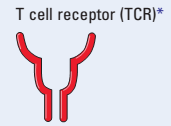 T cell receptor (TCR)*